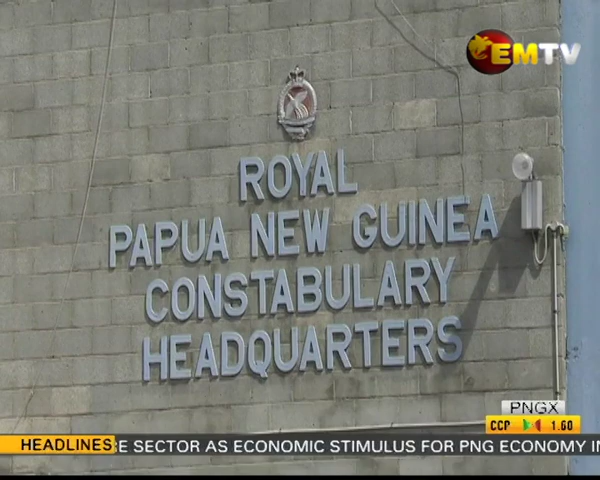 EMTV
ROYAL
PAPUA NEW GUINEA
CONSTABULARY
HEADQUARTERS
PNGX
CCP 1.60
HEADLINES SECTOR AS ECONOMIC STIMULUS FOR PNG ECONOMY